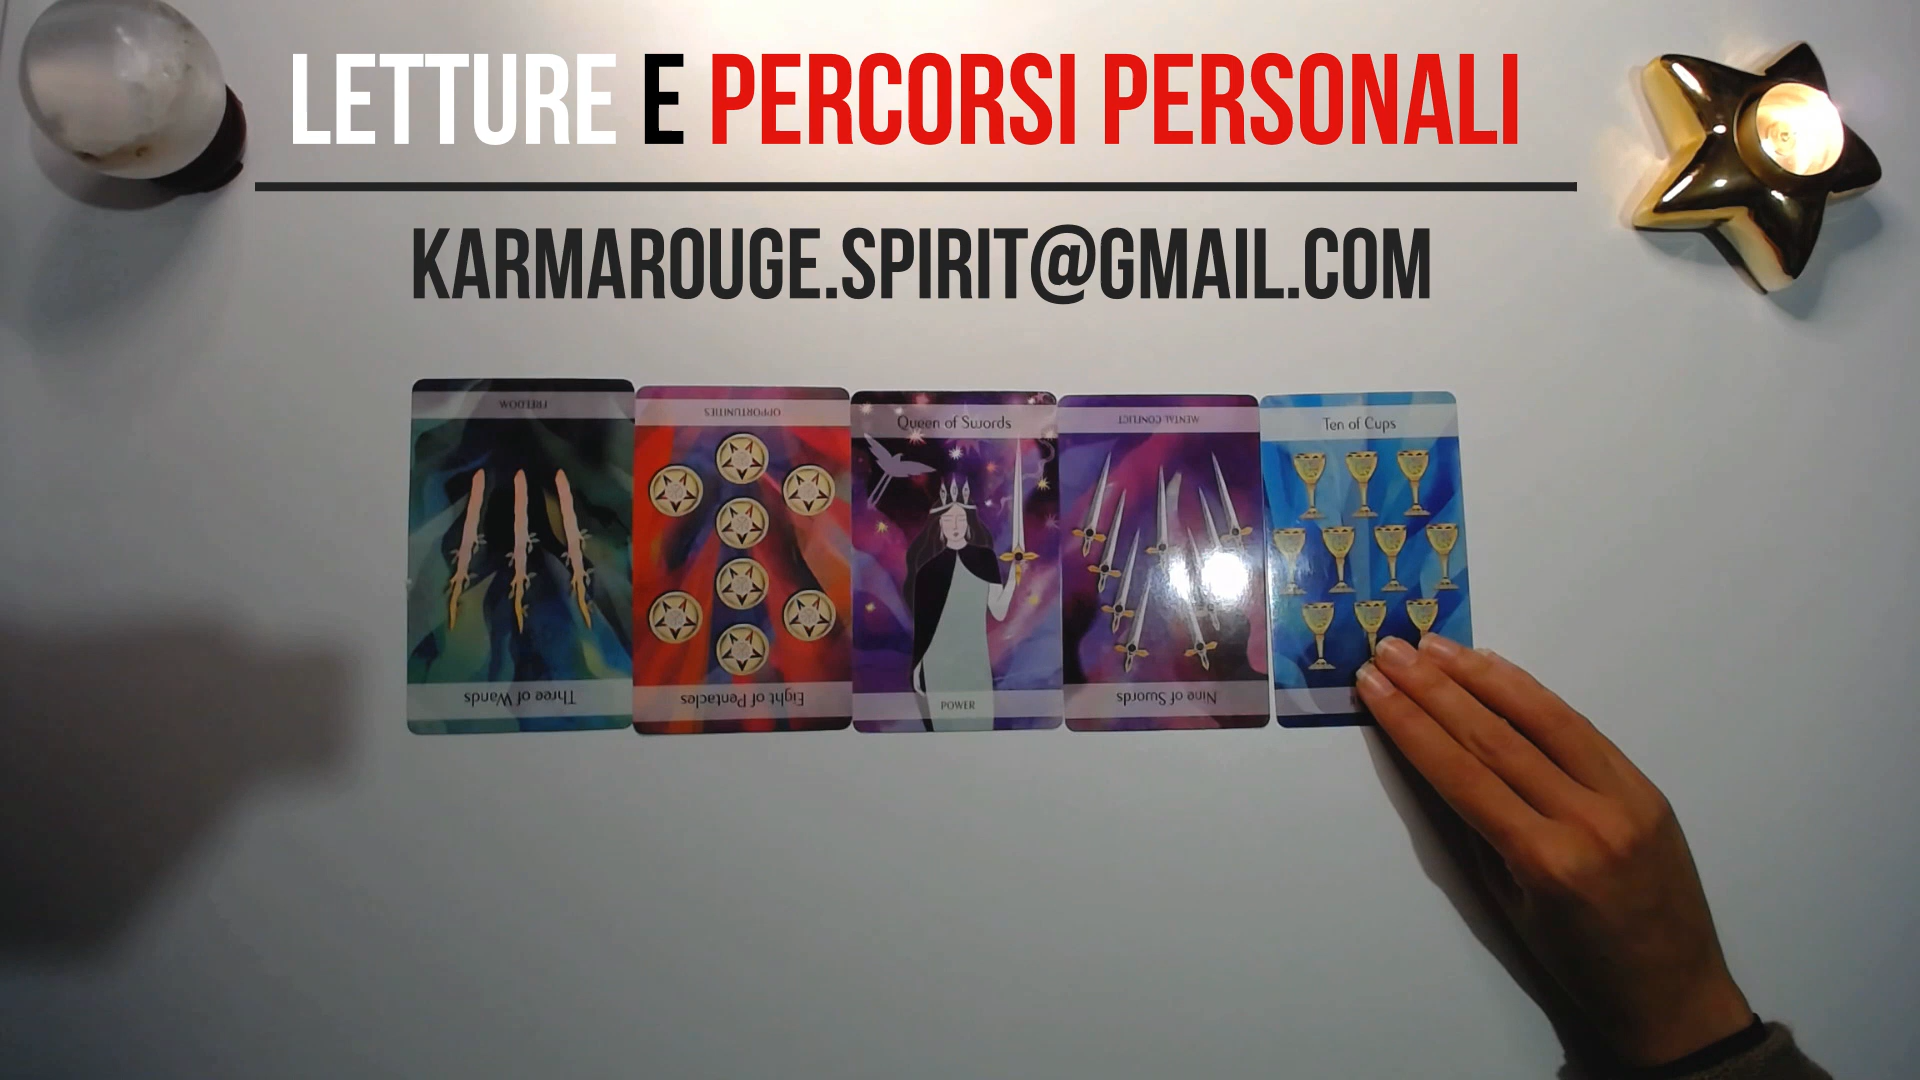 LETTURE E PERCORSI PERSONALI
KARMAROUGE.SPIRIT@GMAIL.COM
FREEDOM
Three of Wands
OPPORTUNITIES
Eight of Pentacles
Queen of Swords
POWER
MENTAL CONFLICT
Nine of Swords
Ten of Cups